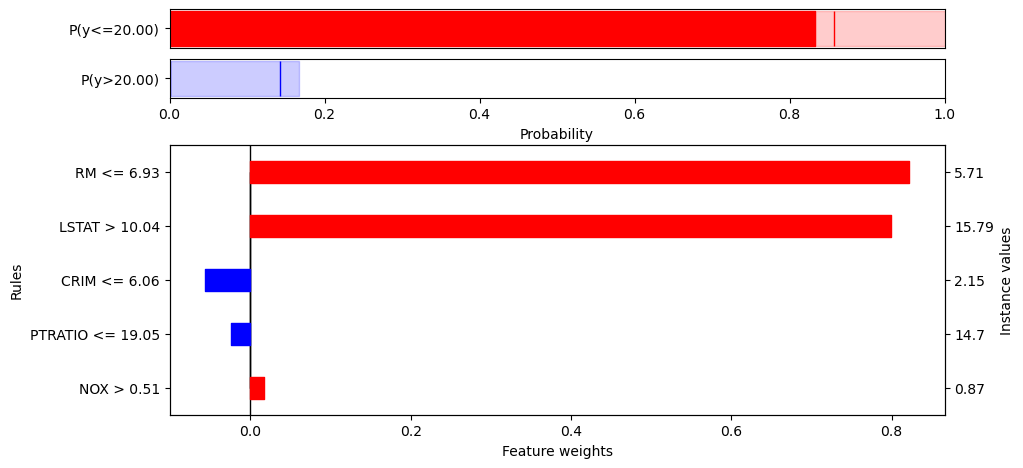 P(y<=20.00)
P(y>20.00)
0.0 0.2 0.4 0.6 0.8 1.0
Probability
RM <= 6.93 5.71
LSTAT > 10.04 15.79
CRIM <= 6.06 2.15
PTRATIO <= 19.05 14.7
NOX > 0.51 0.87
Rules
Instance values
0.0 0.2 0.4 0.6 0.8
Feature weights